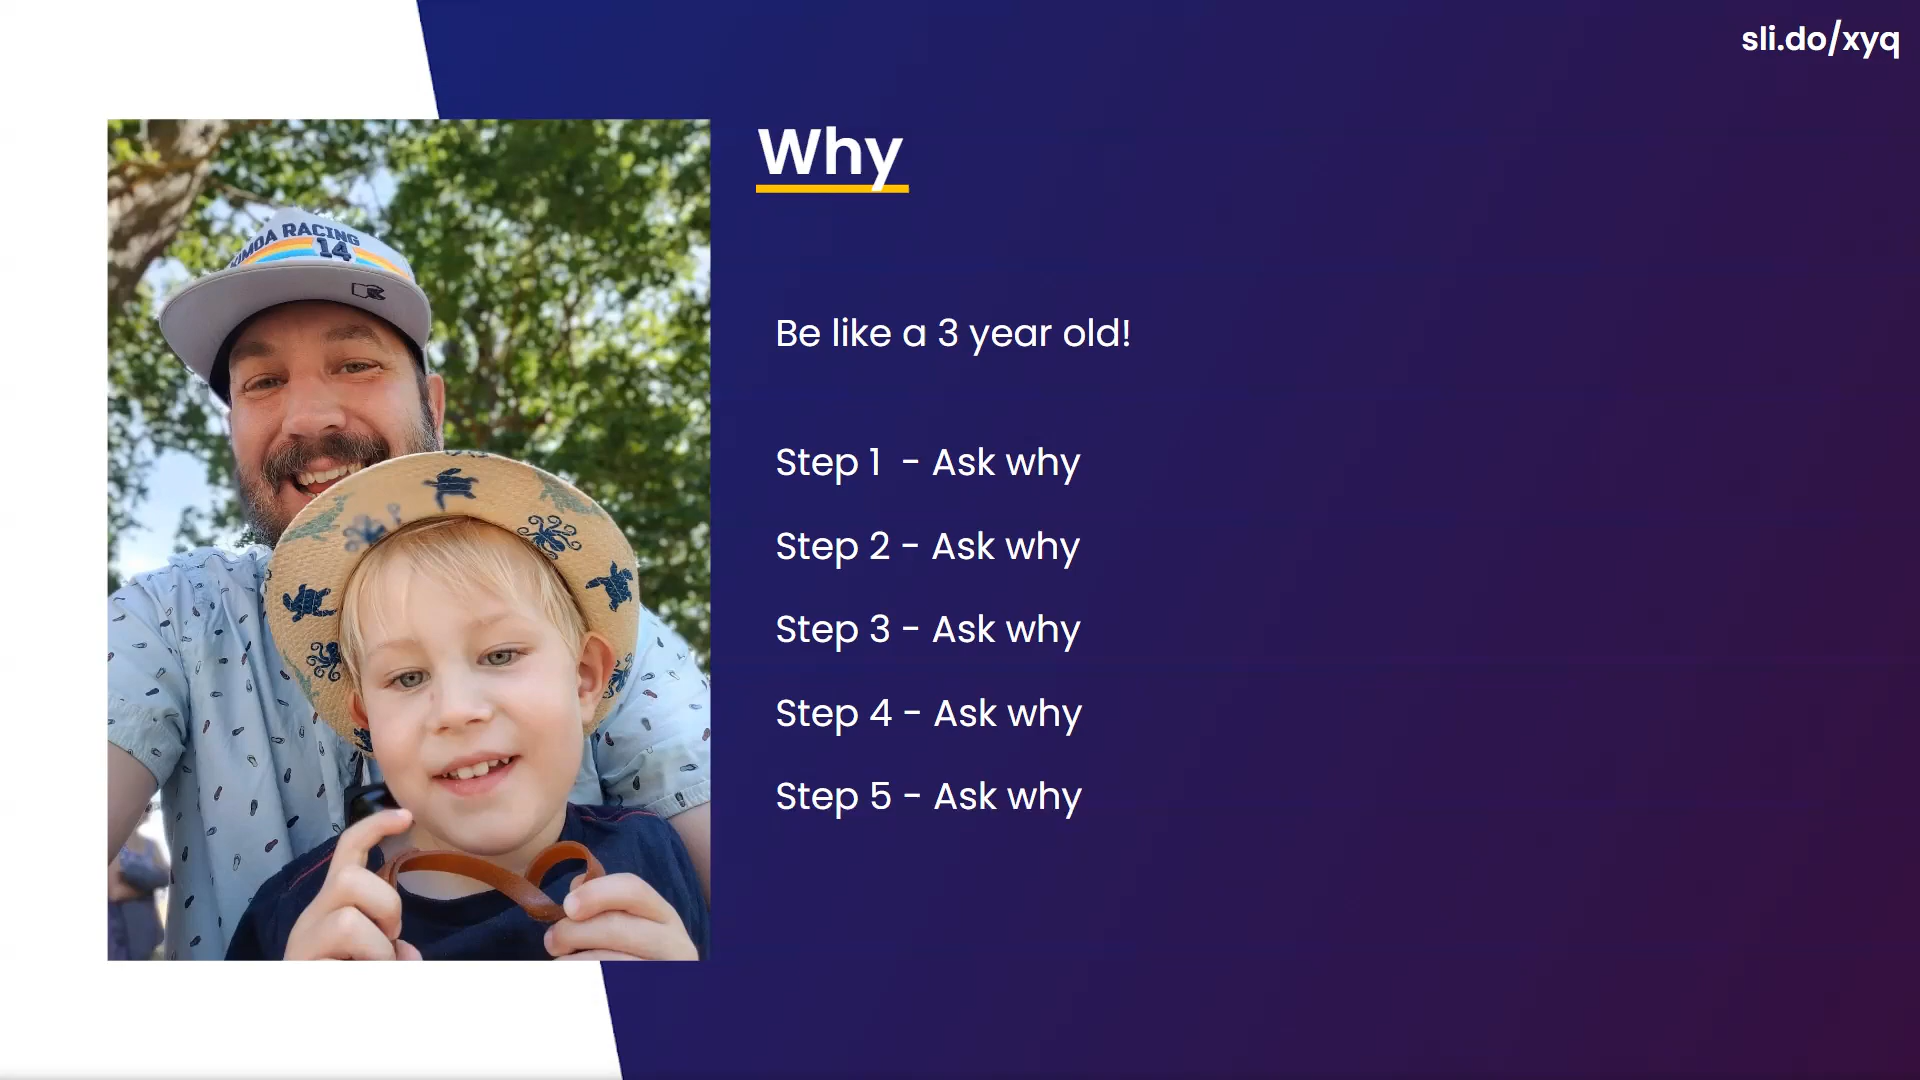 sli.do/xyq
Why
Be like a 3 year old!
Step 1 - Ask why
Step 2 - Ask why
Step 3 - Ask why
Step 4 - Ask why
Step 5 - Ask why
RACING
14